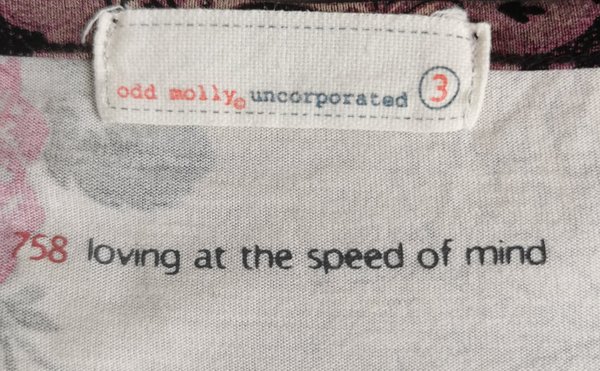 odd molly© uncorporated 3
758 loving at the speed of mind